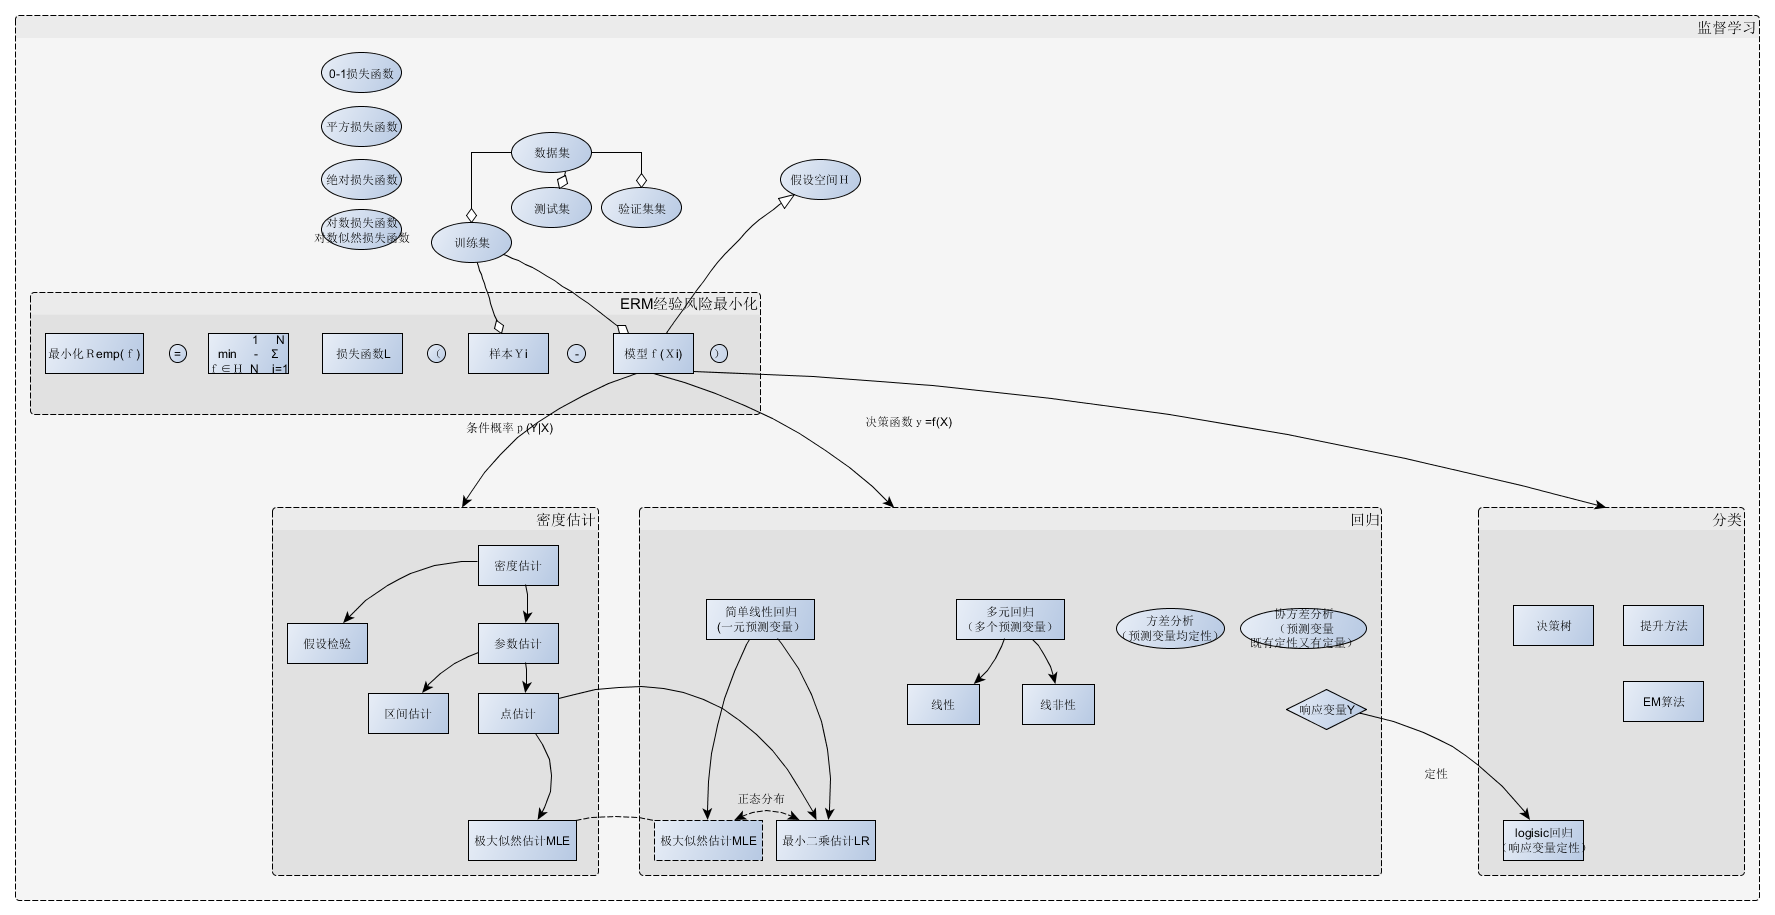 监督学习
0-1损失函数
平方损失函数
绝对损失函数
对数损失函数
对数似然损失函数
数据集
测试集
验证集集
训练集
假设空间H
ERM经验风险最小化
最小化Remp(f)
=
1 N
min - Σ
f∈H N i=1
损失函数L
（
样本Yi
-
模型f(Xi)
）
条件概率p(Y|X)
决策函数y=f(X)
密度估计
密度估计
假设检验
参数估计
区间估计
点估计
极大似然估计MLE
回归
简单线性回归
(一元预测变量)
多元回归
（多个预测变量）
方差分析
（预测变量均定性）
协方差分析
（预测变量
既有定性又有定量）
线性
线非性
响应变量Y
正态分布
极大似然估计MLE
最小二乘估计LR
分类
决策树
提升方法
EM算法
定性
logisic回归
（响应变量定性）